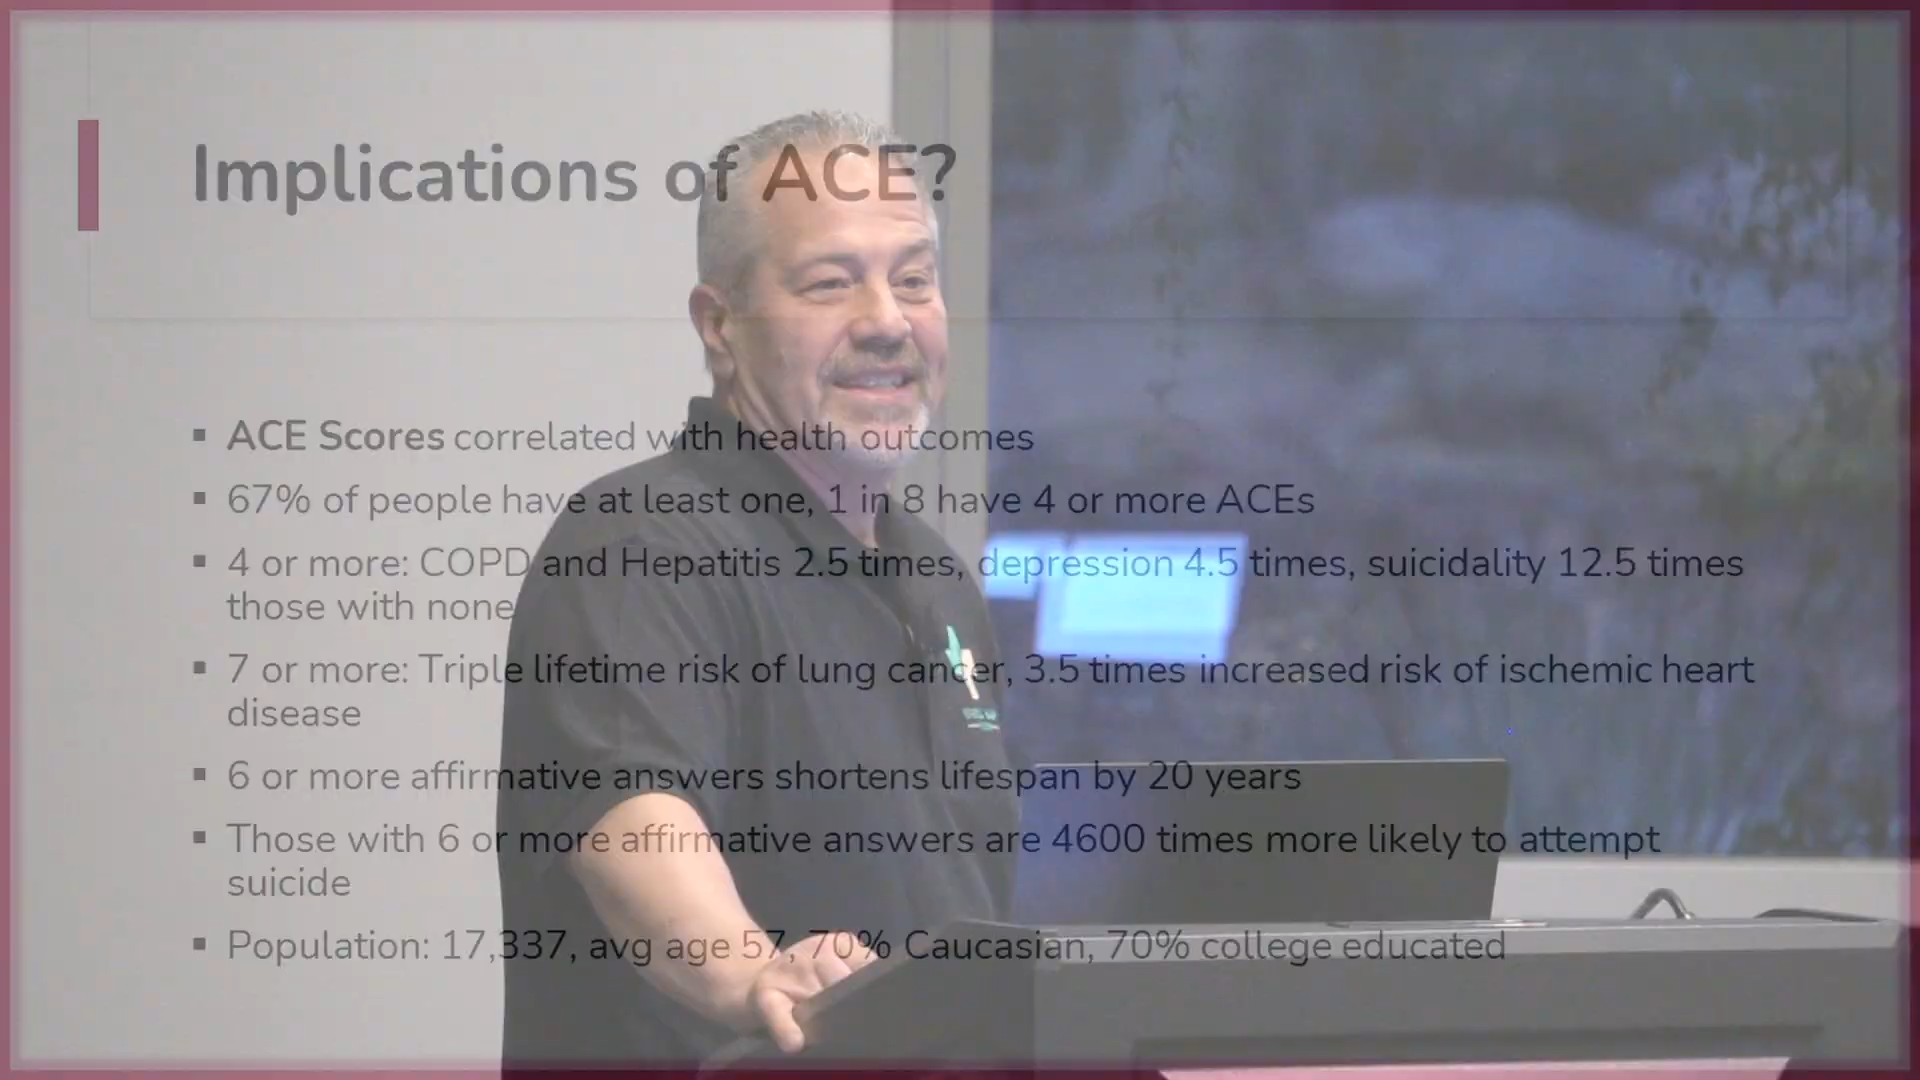 Implications of ACE?
▪ ACE Scores correlated with health outcomes
▪ 67% of people have at least one, 1 in 8 have 4 or more ACEs
▪ 4 or more: COPD and Hepatitis 2.5 times, depression 4.5 times, suicidality 12.5 times
those with none
▪ 7 or more: Triple lifetime risk of lung cancer, 3.5 times increased risk of ischemic heart
disease
▪ 6 or more affirmative answers shortens lifespan by 20 years
▪ Those with 6 or more affirmative answers are 4600 times more likely to attempt
suicide
▪ Population: 17,337, avg age 57, 70% Caucasian, 70% college educated